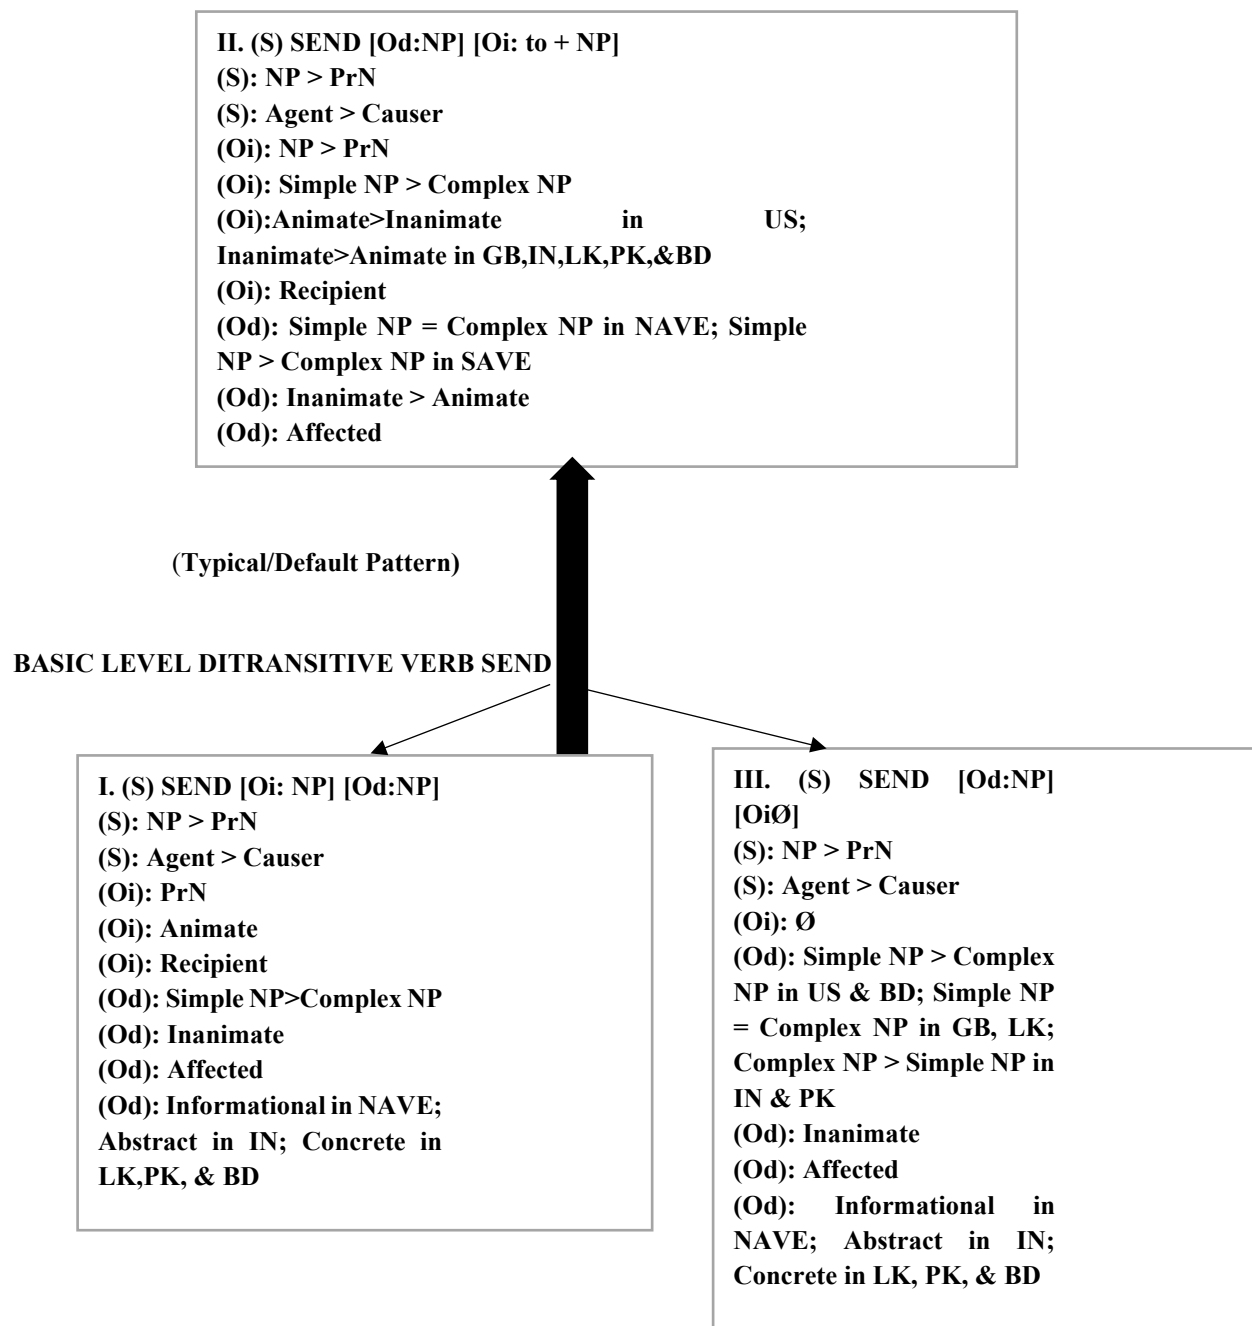 II. (S) SEND [Od:NP] [Oi: to + NP]
(S): NP > PrN
(S): Agent > Causer
(Oi): NP > PrN
(Oi): Simple NP > Complex NP
(Oi):Animate>Inanimate in US;
Inanimate>Animate in GB,IN,LK,PK,&BD
(Oi): Recipient
(Od): Simple NP = Complex NP in NAVE; Simple
NP > Complex NP in SAVE
(Od): Inanimate > Animate
(Od): Affected
(Typical/Default Pattern)
BASIC LEVEL DITRANSITIVE VERB SEND
I. (S) SEND [Oi: NP] [Od:NP]
(S): NP > PrN
(S): Agent > Causer
(Oi): PrN
(Oi): Animate
(Oi): Recipient
(Od): Simple NP>Complex NP
(Od): Inanimate
(Od): Affected
(Od): Informational in NAVE;
Abstract in IN; Concrete in
LK,PK, & BD
III. (S) SEND [Od:NP]
[OiØ]
(S): NP > PrN
(S): Agent > Causer
(Oi): Ø
(Od): Simple NP > Complex
NP in US & BD; Simple NP
= Complex NP in GB, LK;
Complex NP > Simple NP in
IN & PK
(Od): Inanimate
(Od): Affected
(Od): Informational in
NAVE; Abstract in IN;
Concrete in LK, PK, & BD